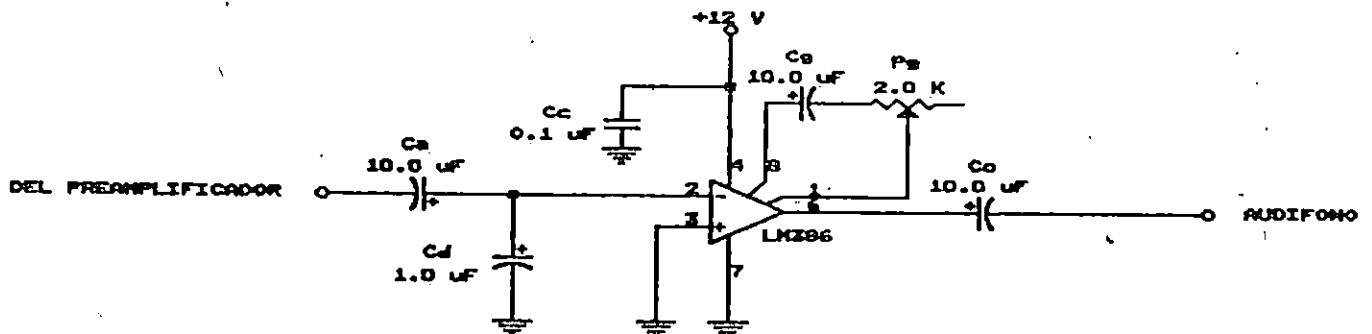 +12 V
Cg
10.0 uF
Pg
2.0 K
Cc
0.1 uF
Ca
10.0 uF
DEL PREAMPLIFICADOR
4
8
2
-
3
+
1
5
LM386
7
Co
10.0 uF
AUDIFONO
Cd
+
1.0 uF